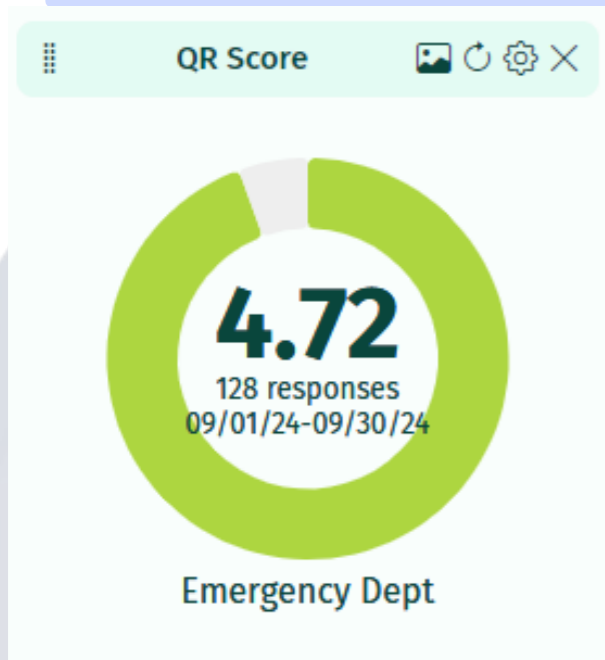 QR Score
4.72
128 responses
09/01/24-09/30/24
Emergency Dept